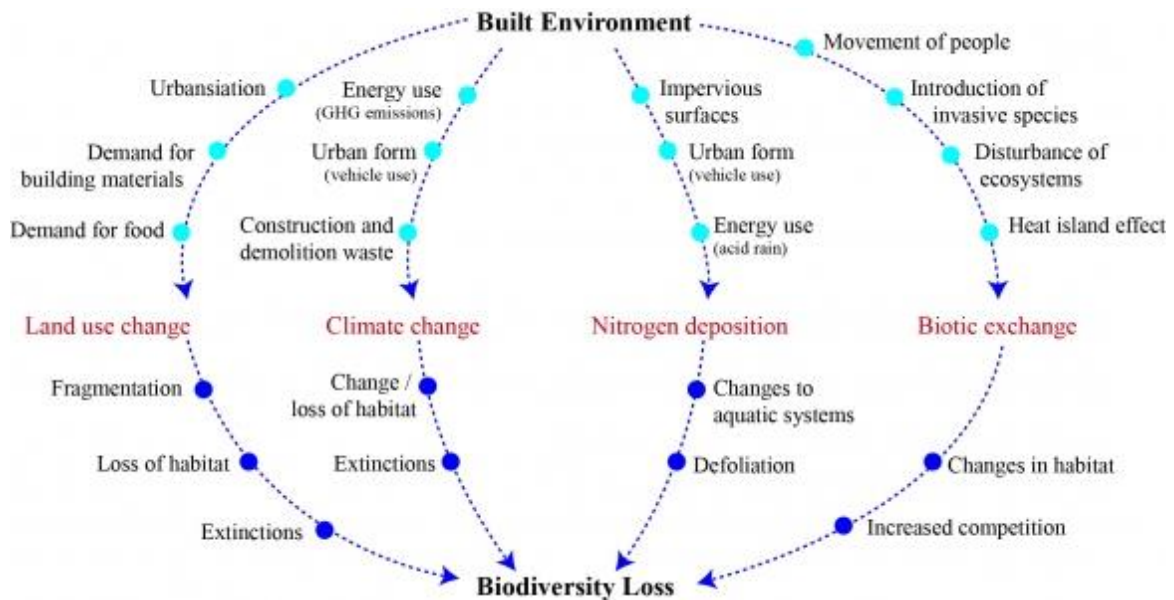 Built Environment
Movement of people
Urbansiation
Energy use
(GHG emissions)
Impervious
surfaces
Introduction of
invasive species
Demand for
building materials
Urban form
(vehicle use)
Urban form
(vehicle use)
Disturbance of
ecosystems
Demand for food
Construction and
demolition waste
Energy use
(acid rain)
Heat island effect
Land use change
Climate change
Nitrogen deposition
Biotic exchange
Fragmentation
Change /
loss of habitat
Changes to
aquatic systems
Loss of habitat
Extinctions
Defoliation
Changes in habitat
Extinctions
Increased competition
Biodiversity Loss